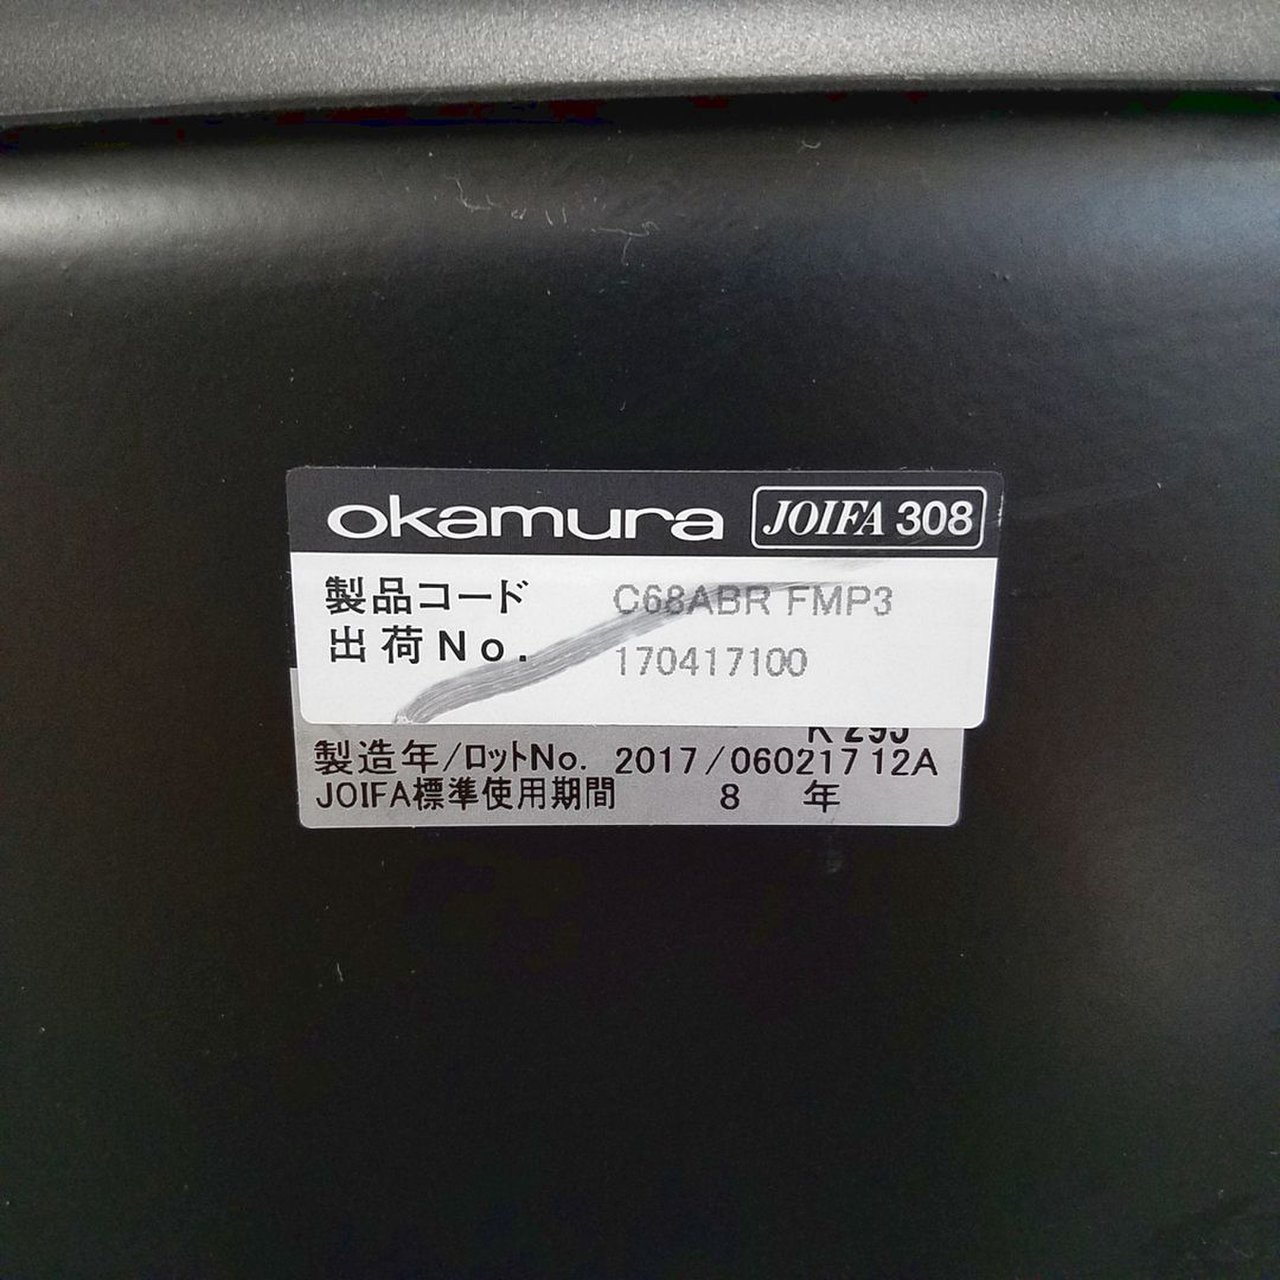 okamura JOIFA 308
製品コード C68ABR FMP3
出荷No. 170417100
製造年/ロットNo. 2017/06021712A
JOIFA標準使用期間 8 年